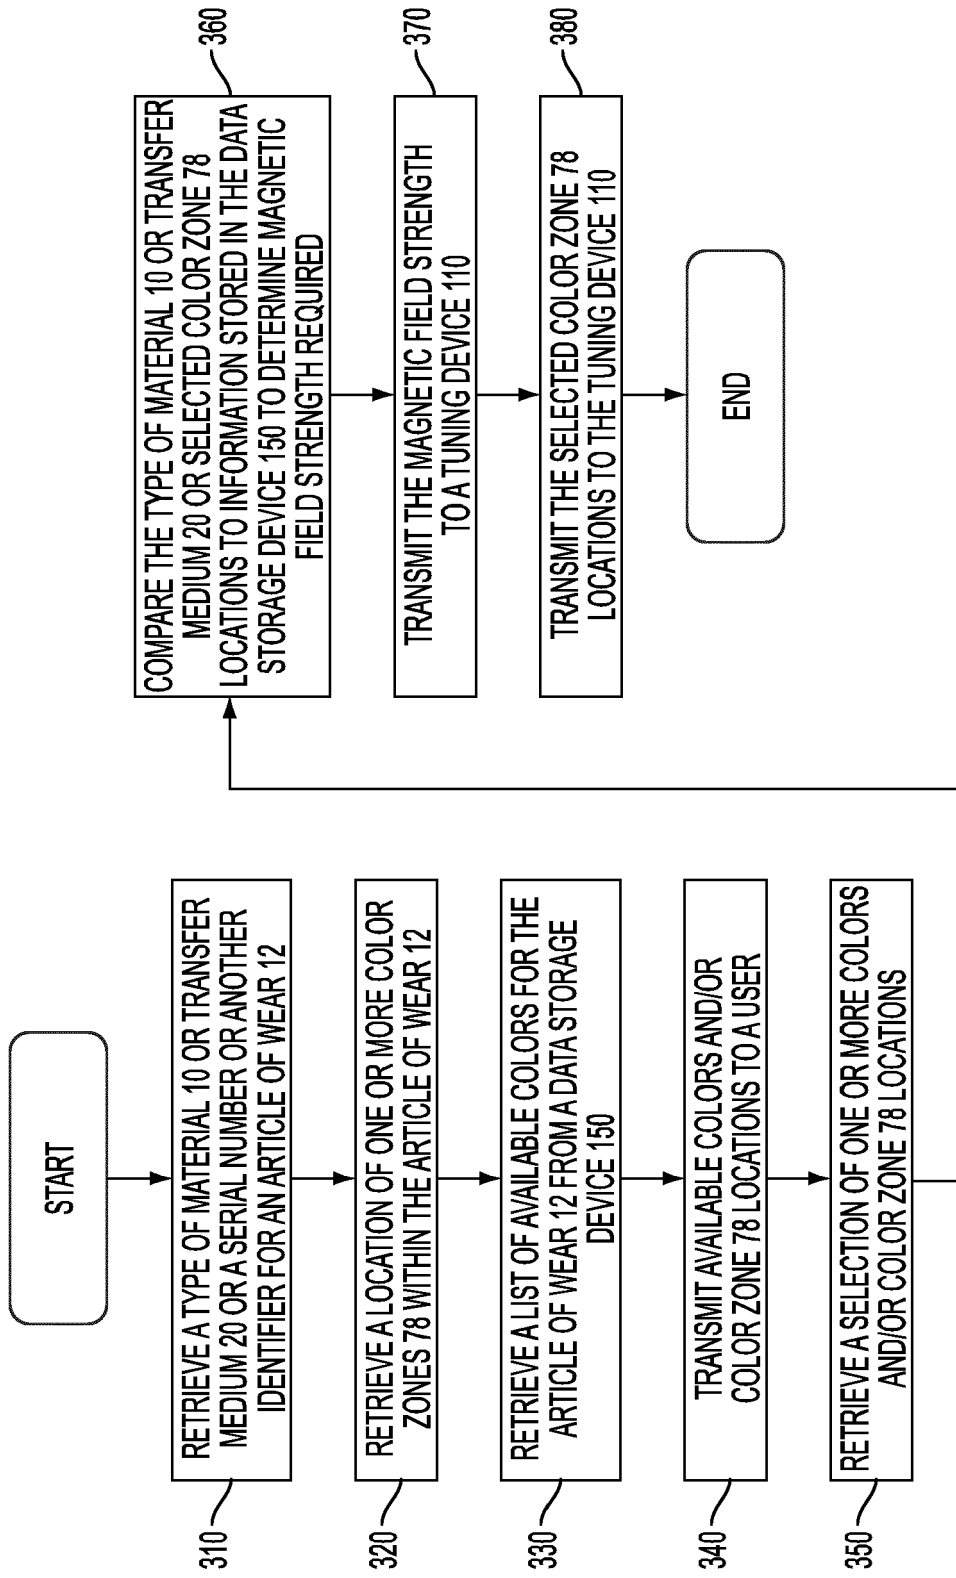 START
310
RETRIEVE A TYPE OF MATERIAL 10 OR TRANSFER
MEDIUM 20 OR A SERIAL NUMBER OR ANOTHER
IDENTIFIER FOR AN ARTICLE OF WEAR 12
320
RETRIEVE A LOCATION OF ONE OR MORE COLOR
ZONES 78 WITHIN THE ARTICLE OF WEAR 12
330
RETRIEVE A LIST OF AVAILABLE COLORS FOR THE
ARTICLE OF WEAR 12 FROM A DATA STORAGE
DEVICE 150
340
TRANSMIT AVAILABLE COLORS AND/OR
COLOR ZONE 78 LOCATIONS TO A USER
350
RETRIEVE A SELECTION OF ONE OR MORE COLORS
AND/OR COLOR ZONE 78 LOCATIONS
360
COMPARE THE TYPE OF MATERIAL 10 OR TRANSFER
MEDIUM 20 OR SELECTED COLOR ZONE 78
LOCATIONS TO INFORMATION STORED IN THE DATA
STORAGE DEVICE 150 TO DETERMINE MAGNETIC
FIELD STRENGTH REQUIRED
370
TRANSMIT THE MAGNETIC FIELD STRENGTH
TO A TUNING DEVICE 110
380
TRANSMIT THE SELECTED COLOR ZONE 78
LOCATIONS TO THE TUNING DEVICE 110
END